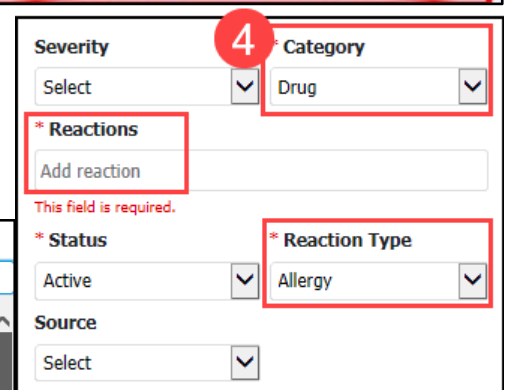 Severity
4
* Category
Select
Drug
* Reactions
Add reaction
This field is required.
* Status
* Reaction Type
Active
Allergy
Source
Select